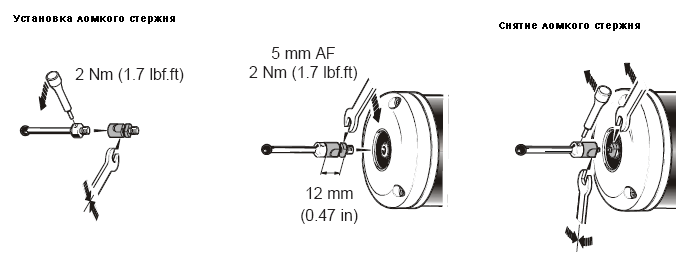 Установка ломкого стержня
2 Nm (1.7 lbf.ft)
5 mm AF
2 Nm (1.7 lbf.ft)
12 mm
(0.47 in)
Снятие ломкого стержня